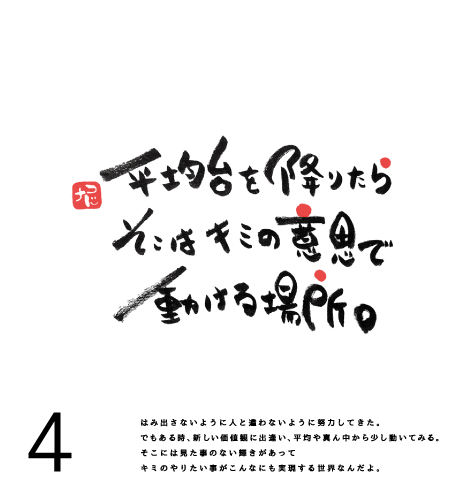 平均台を降りたら
そこはキミの意思で
動ける場所。
4
はみ出さないように人と違わないように努力してきた。
でもある時、新しい価値観に出逢い、平均や真ん中から少し動いてみる。
そこには見た事のない輝きがあって
キミのやりたい事がこんなにも実現する世界なんだよ。